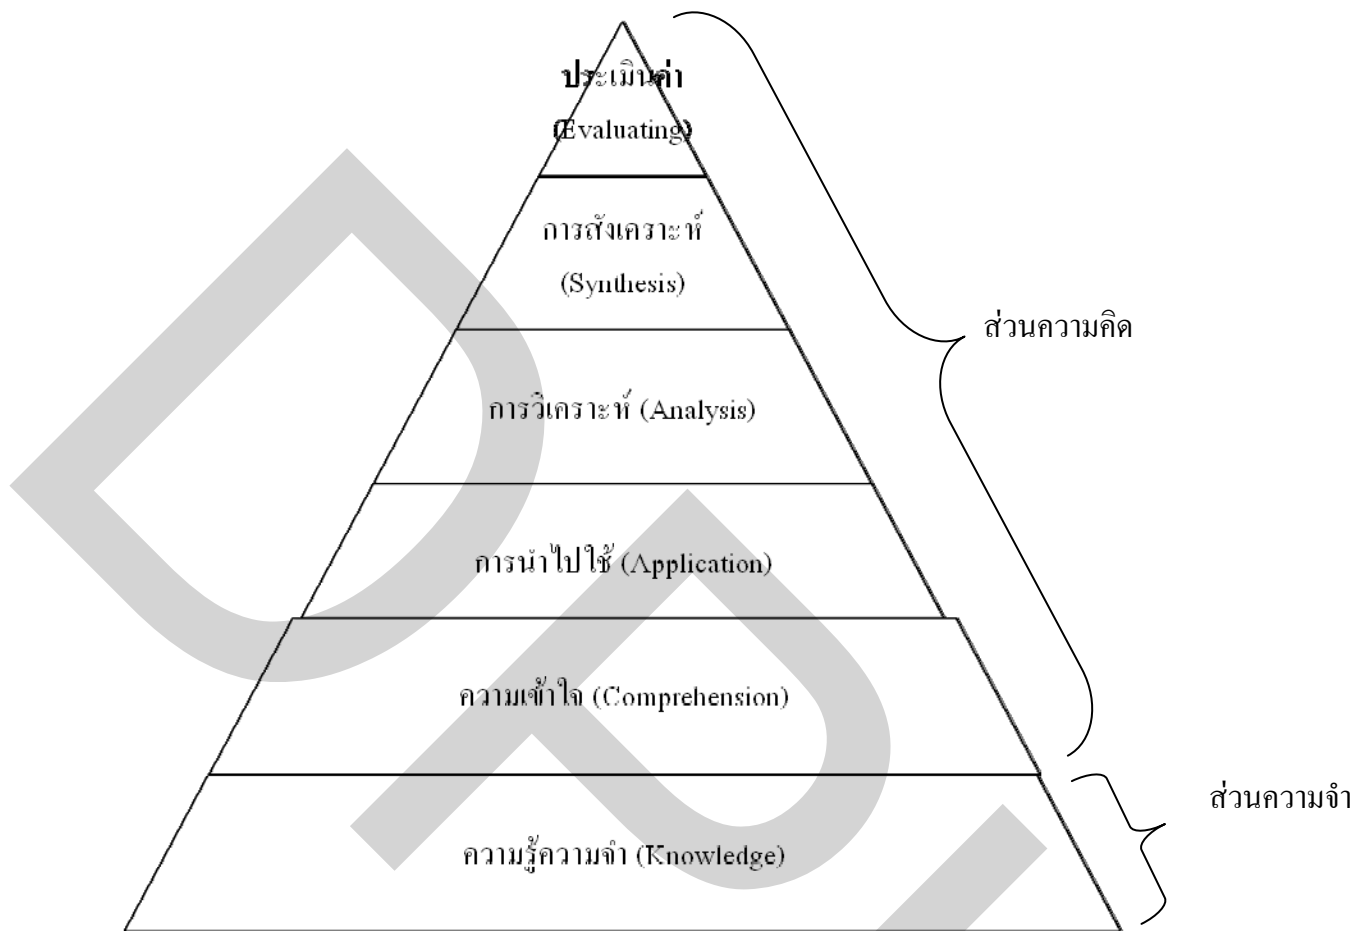 ประเมินค่า
(Evaluating)
การสังเคราะห์
(Synthesis)
ส่วนความคิด
การวิเคราะห์ (Analysis)
การนำไปใช้ (Application)
ความเข้าใจ (Comprehension)
ส่วนความจำ
ความรู้ความจำ (Knowledge)